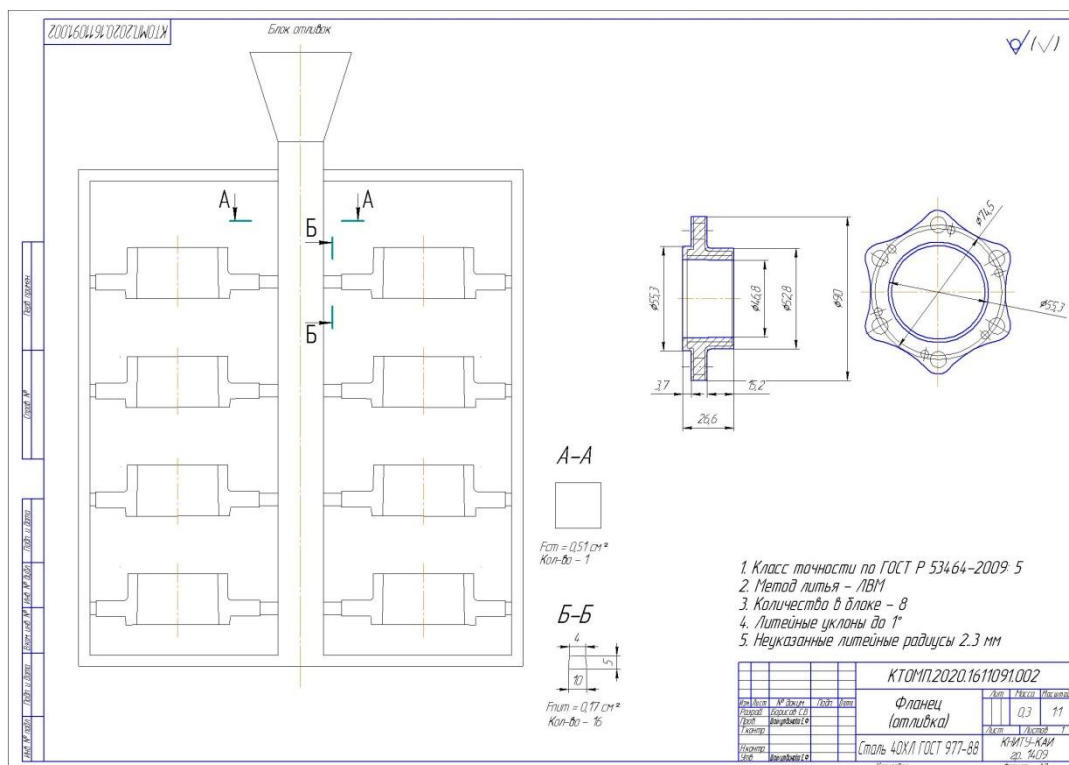 КТОМП.2020.1611091.002
Блок отливок
(√)
А
А
Б
Б
Перв. примен.
Справ. №
Подп. и дата
Инв. № дубл.
Взам. инв. №
Подп. и дата
Инв. № подл.
⌀55,3
⌀46,8
⌀52,8
⌀90
3,7
15,2
26,6
⌀74,5
⌀55,3
А-А
Fст = 0,51 см²
Кол-во - 1
Б-Б
4
5
10
Fпит = 0,17 см²
Кол-во - 16
1. Класс точности по ГОСТ Р 53464-2009: 5
2. Метод литья - ЛВМ
3. Количество в блоке - 8
4. Литейные уклоны до 1°
5. Неуказанные литейные радиусы 2..3 мм
КТОМП.2020.1611091.002
Изм. Лист № докум. Подп. Дата
Разраб. Борисов С.В.
Пров.
Т.контр.
Н.контр.
Утв.
Фланец
(отливка)
Лит. Масса Масштаб
0,3 1:1
Лист Листов 1
Сталь 40ХЛ ГОСТ 977-88
КНИТУ-КАИ
гр. 1409